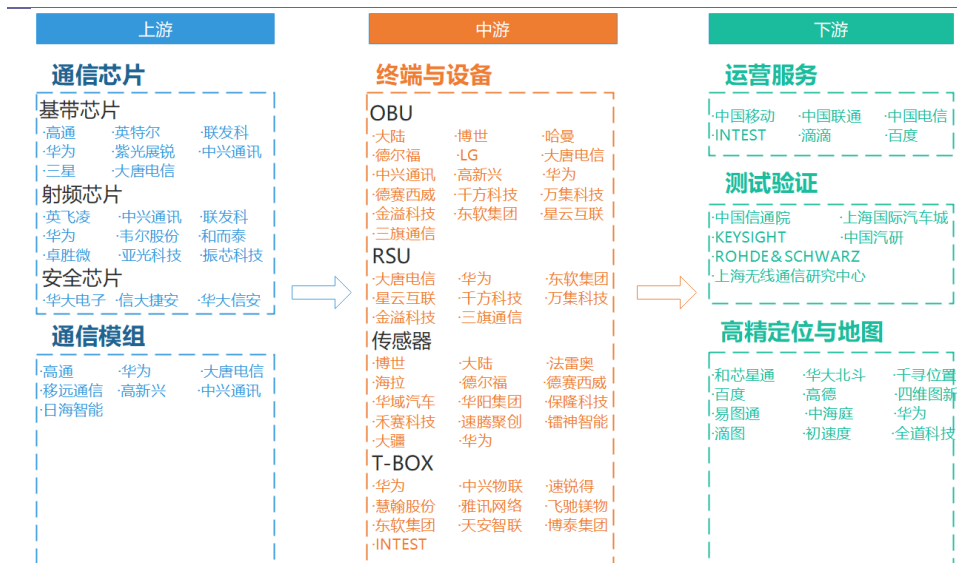 上游
通信芯片
基带芯片
·高通 ·英特尔 ·联发科
·华为 ·紫光展锐 ·中兴通讯
·三星 ·大唐电信
射频芯片
·英飞凌 ·中兴通讯 ·联发科
·华为 ·韦尔股份 ·和而泰
·卓胜微 ·亚光科技 ·振芯科技
安全芯片
·华大电子 ·信大捷安 ·华大信安
通信模组
·高通 ·华为 ·大唐电信
·移远通信 ·高新兴 ·中兴通讯
·日海智能
中游
终端与设备
OBU
·大陆 ·博世 ·哈曼
·德尔福 ·LG ·大唐电信
·中兴通讯 ·高新兴 ·华为
·德赛西威 ·千方科技 ·万集科技
·金溢科技 ·东软集团 ·星云互联
·三旗通信
RSU
·大唐电信 ·华为 ·东软集团
·星云互联 ·千方科技 ·万集科技
·金溢科技 ·三旗通信
传感器
·博世 ·大陆 ·法雷奥
·海拉 ·德尔福 ·德赛西威
·华域汽车 ·华阳集团 ·保隆科技
·禾赛科技 ·速腾聚创 ·镭神智能
·大疆 ·华为
T-BOX
·华为 ·中兴物联 ·速锐得
·慧翰股份 ·雅讯网络 ·飞驰镁物
·东软集团 ·天安智联 ·博泰集团
·INTEST
下游
运营服务
·中国移动 ·中国联通 ·中国电信
·INTEST ·滴滴 ·百度
测试验证
·中国信通院 ·上海国际汽车城
·KEYSIGHT ·中国汽研
·ROHDE＆SCHWARZ
·上海无线通信研究中心
高精定位与地图
·和芯星通 ·华大北斗 ·千寻位置
·百度 ·高德 ·四维图新
·易图通 ·中海庭 ·华为
·滴图 ·初速度 ·全道科技